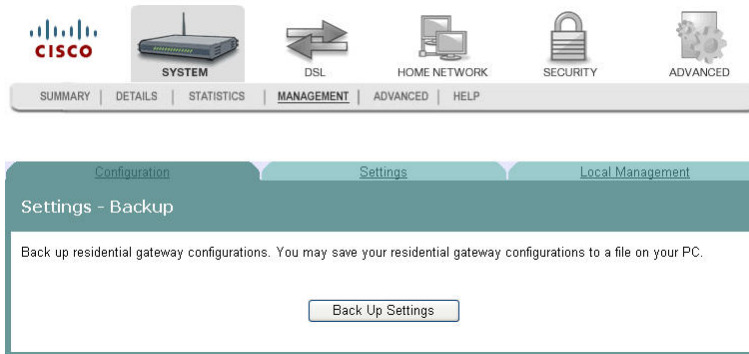 CISCO
SYSTEM DSL HOME NETWORK SECURITY ADVANCED
SUMMARY | DETAILS | STATISTICS | MANAGEMENT | ADVANCED | HELP
Configuration Settings Local Management
Settings - Backup
Back up residential gateway configurations. You may save your residential gateway configurations to a file on your PC.
Back Up Settings